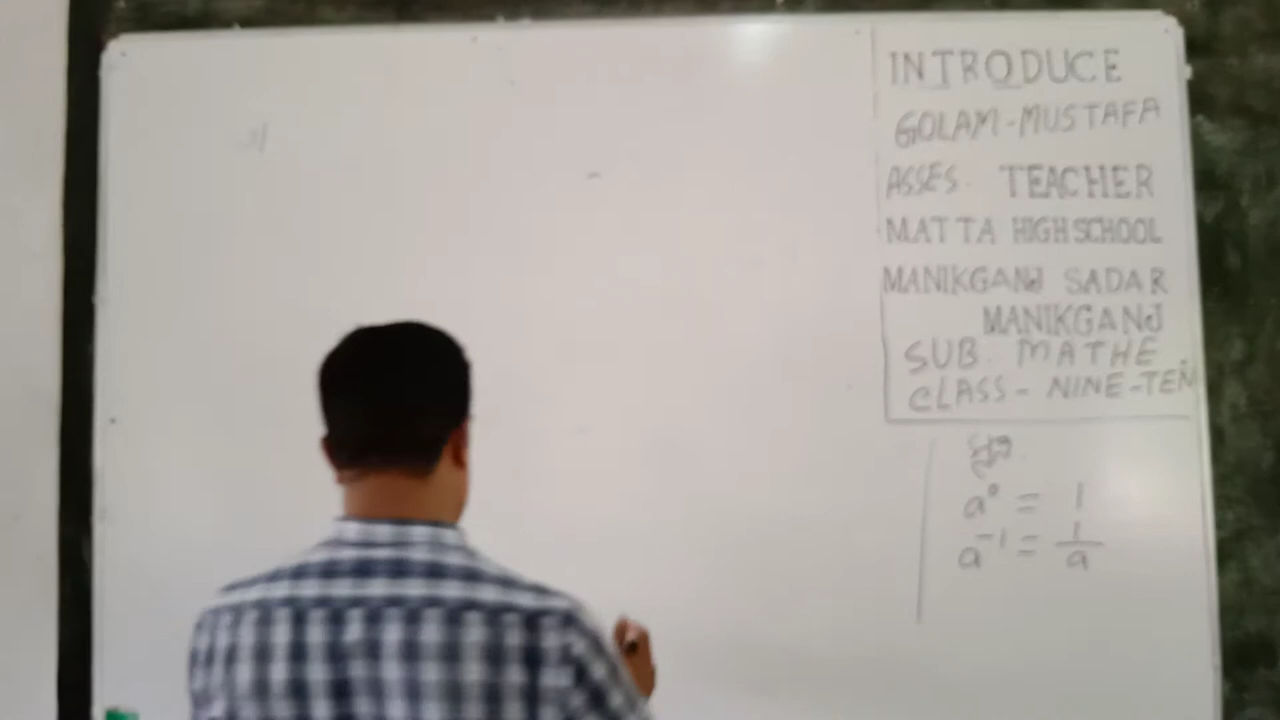 INTRODUCE
GOLAM-MUSTAFA
ASSES. TEACHER
MATTA HIGH SCHOOL
MANIKGANJ SADAR
MANIKGANJ
SUB. MATHE
CLASS - NINE-TEN
সূত্র
a⁰ = 1
a⁻¹ = 1/a